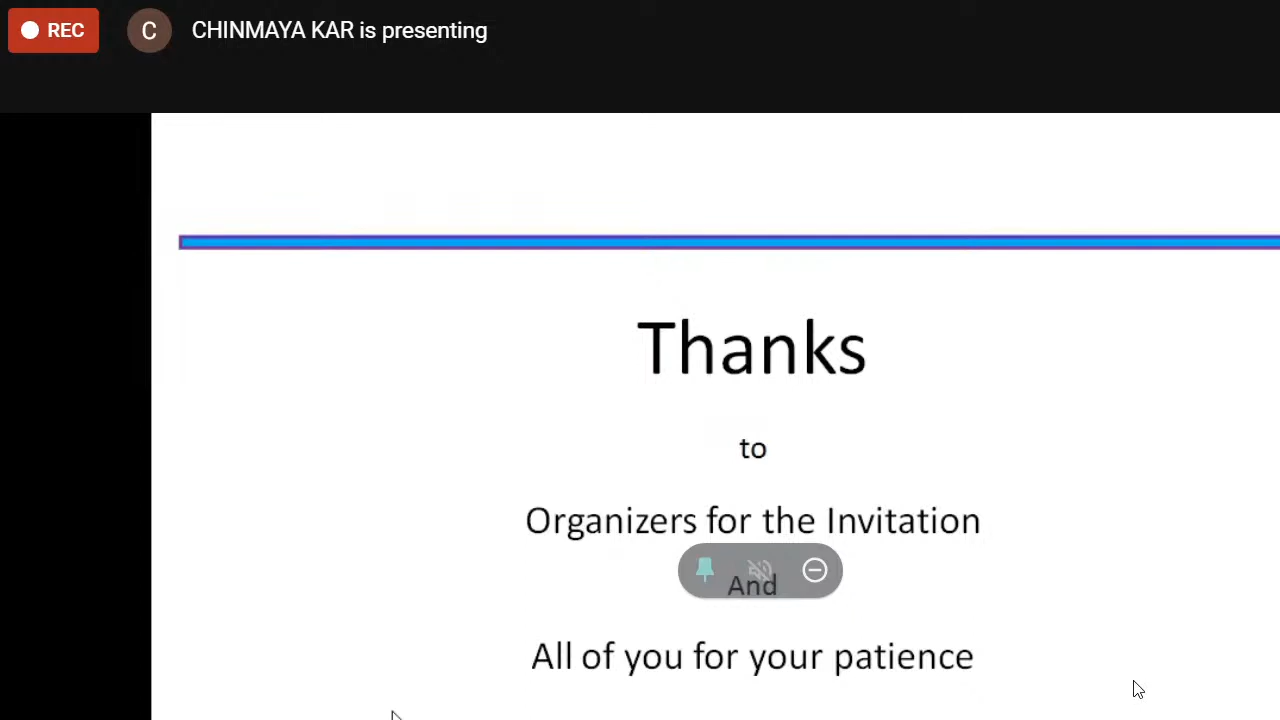 REC
C
CHINMAYA KAR is presenting
Thanks
to
Organizers for the Invitation
And
All of you for your patience